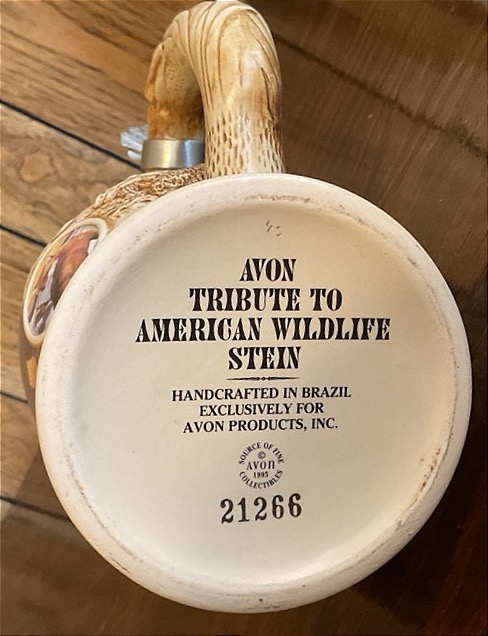 AVON
TRIBUTE TO
AMERICAN WILDLIFE
STEIN
HANDCRAFTED IN BRAZIL
EXCLUSIVELY FOR
AVON PRODUCTS, INC.
SOURCE OF FINE
©
AVON
1995
COLLECTIBLES
21266